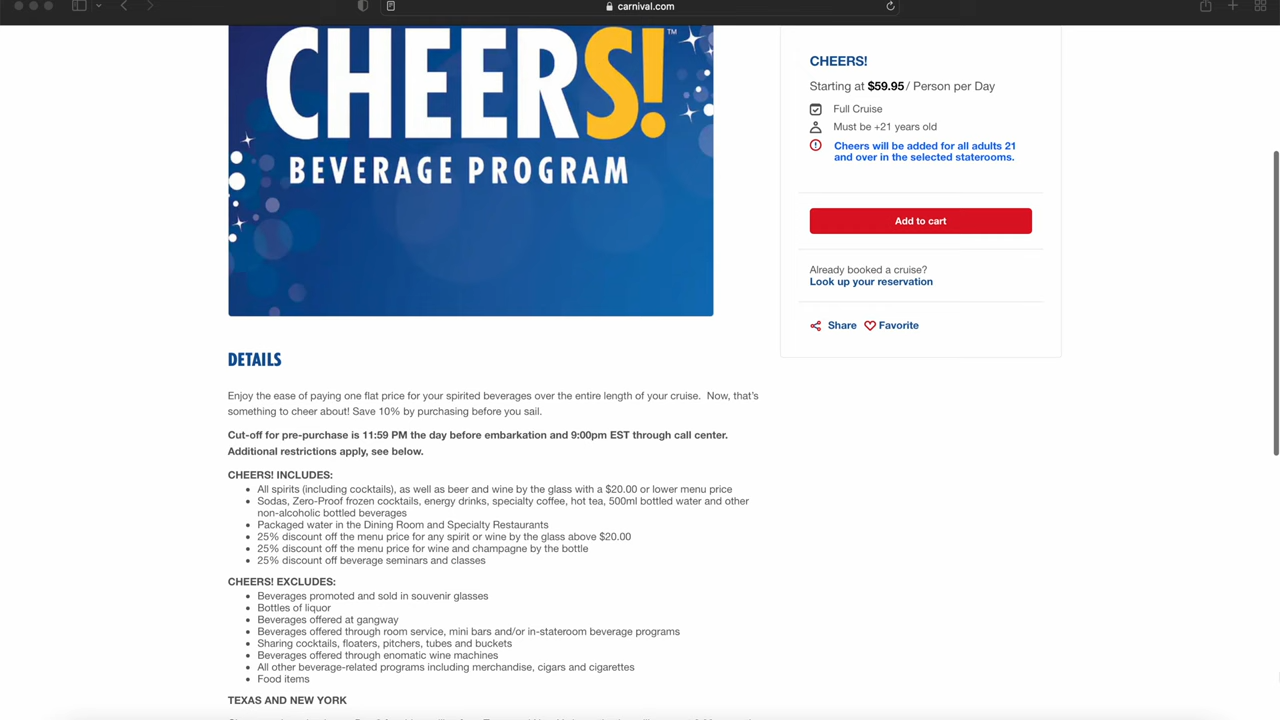 carnival.com
CHEERS!™
BEVERAGE PROGRAM
CHEERS!
Starting at $59.95 / Person per Day
Full Cruise
Must be +21 years old
Cheers will be added for all adults 21
and over in the selected staterooms.
Add to cart
Already booked a cruise?
Look up your reservation
Share Favorite
DETAILS
Enjoy the ease of paying one flat price for your spirited beverages over the entire length of your cruise. Now, that's
something to cheer about! Save 10% by purchasing before you sail.
Cut-off for pre-purchase is 11:59 PM the day before embarkation and 9:00pm EST through call center.
Additional restrictions apply, see below.
CHEERS! INCLUDES:
• All spirits (including cocktails), as well as beer and wine by the glass with a $20.00 or lower menu price
• Sodas, Zero-Proof frozen cocktails, energy drinks, specialty coffee, hot tea, 500ml bottled water and other
non-alcoholic bottled beverages
• Packaged water in the Dining Room and Specialty Restaurants
• 25% discount off the menu price for any spirit or wine by the glass above $20.00
• 25% discount off the menu price for wine and champagne by the bottle
• 25% discount off beverage seminars and classes
CHEERS! EXCLUDES:
• Beverages promoted and sold in souvenir glasses
• Bottles of liquor
• Beverages offered at gangway
• Beverages offered through room service, mini bars and/or in-stateroom beverage programs
• Sharing cocktails, floaters, pitchers, tubes and buckets
• Beverages offered through enomatic wine machines
• All other beverage-related programs including merchandise, cigars and cigarettes
• Food items
TEXAS AND NEW YORK